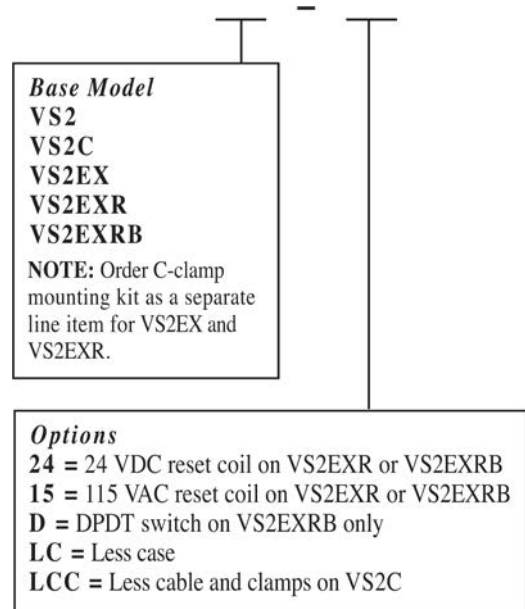 –
Base Model
VS2
VS2C
VS2EX
VS2EXR
VS2EXRB
NOTE: Order C-clamp
mounting kit as a separate
line item for VS2EX and
VS2EXR.
Options
24 = 24 VDC reset coil on VS2EXR or VS2EXRB
15 = 115 VAC reset coil on VS2EXR or VS2EXRB
D = DPDT switch on VS2EXRB only
LC = Less case
LCC = Less cable and clamps on VS2C